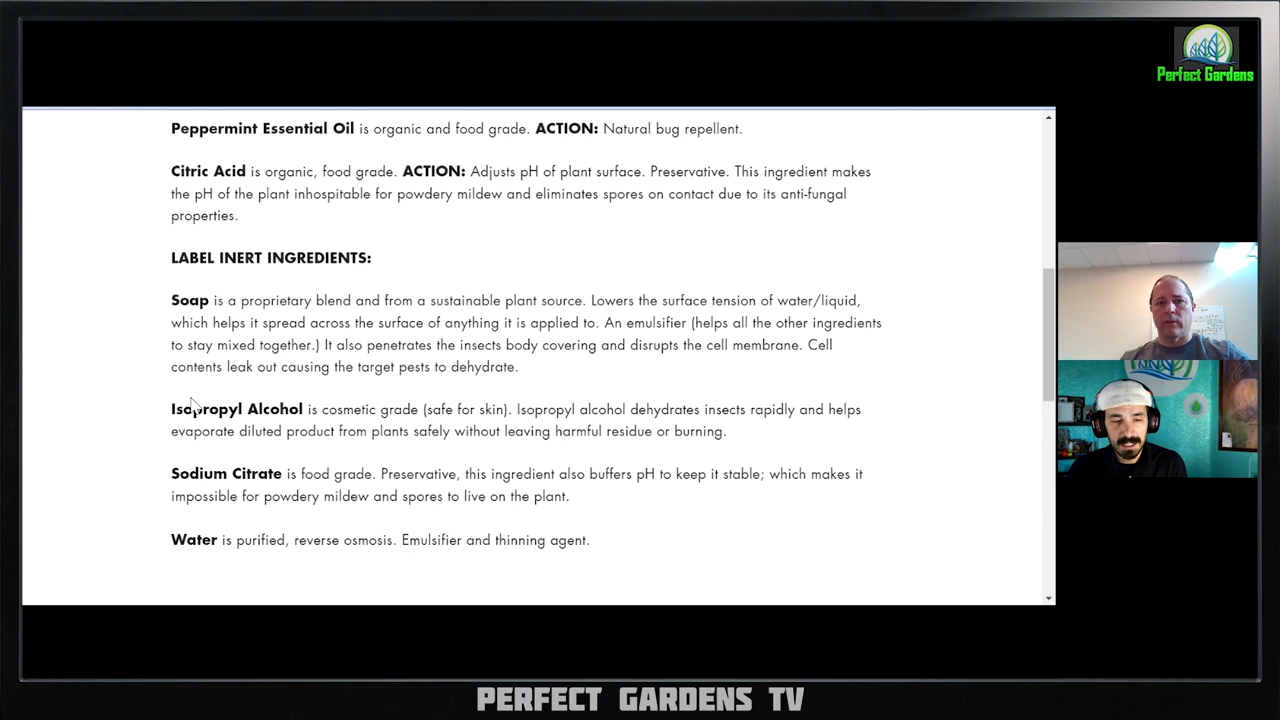 Perfect Gardens
Peppermint Essential Oil is organic and food grade. ACTION: Natural bug repellent.
Citric Acid is organic, food grade. ACTION: Adjusts pH of plant surface. Preservative. This ingredient makes
the pH of the plant inhospitable for powdery mildew and eliminates spores on contact due to its anti-fungal
properties.
LABEL INERT INGREDIENTS:
Soap is a proprietary blend and from a sustainable plant source. Lowers the surface tension of water/liquid,
which helps it spread across the surface of anything it is applied to. An emulsifier (helps all the other ingredients
to stay mixed together.) It also penetrates the insects body covering and disrupts the cell membrane. Cell
contents leak out causing the target pests to dehydrate.
Isopropyl Alcohol is cosmetic grade (safe for skin). Isopropyl alcohol dehydrates insects rapidly and helps
evaporate diluted product from plants safely without leaving harmful residue or burning.
Sodium Citrate is food grade. Preservative, this ingredient also buffers pH to keep it stable; which makes it
impossible for powdery mildew and spores to live on the plant.
Water is purified, reverse osmosis. Emulsifier and thinning agent.
PERFECT GARDENS TV